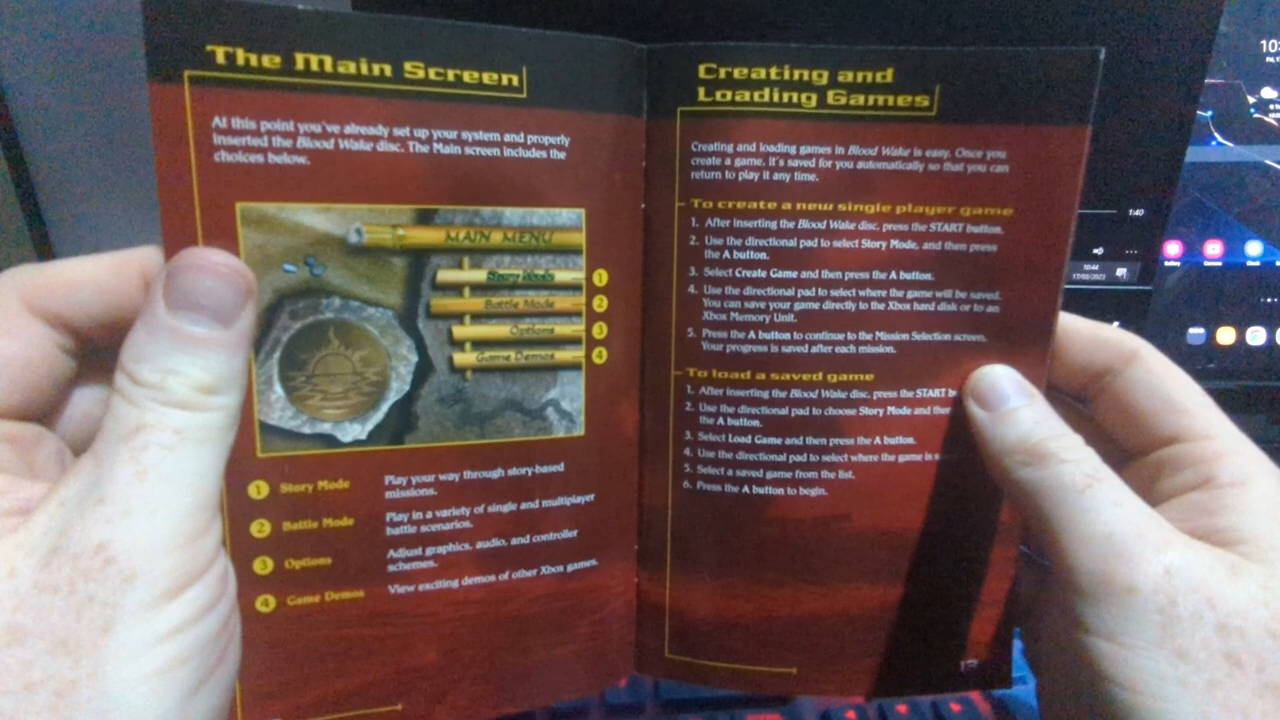 The Main Screen
At this point you've already set up your system and properly
inserted the Blood Wake disc. The Main screen includes the
choices below.
MAIN MENU
Story Mode
Battle Mode
Options
Game Demos
1
2
3
4
1 Story Mode Play your way through story-based
missions.
2 Battle Mode Play in a variety of single and multiplayer
battle scenarios.
3 Options Adjust graphics, audio, and controller
schemes.
4 Game Demos View exciting demos of other Xbox games.
Creating and
Loading Games
Creating and loading games in Blood Wake is easy. Once you
create a game, it's saved for you automatically so that you can
return to play it any time.
To create a new single player game
1. After inserting the Blood Wake disc, press the START button.
2. Use the directional pad to select Story Mode, and then press
the A button.
3. Select Create Game and then press the A button.
4. Use the directional pad to select where the game will be saved.
You can save your game directly to the Xbox hard disk or to an
Xbox Memory Unit.
5. Press the A button to continue to the Mission Selection screen.
Your progress is saved after each mission.
To load a saved game
1. After inserting the Blood Wake disc, press the START b
2. Use the directional pad to choose Story Mode and then
the A button.
3. Select Load Game and then press the A button.
4. Use the directional pad to select where the game is s
5. Select a saved game from the list.
6. Press the A button to begin.
1:40
10:44
17/03/2023
Gallery
Camera
Clock